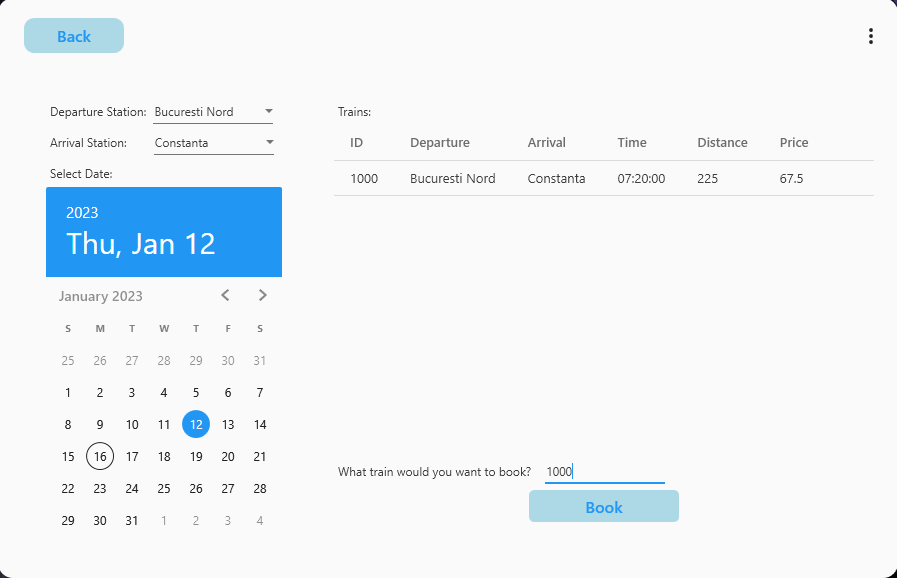 Back
Departure Station: Bucuresti Nord
Arrival Station: Constanta
Select Date:
2023
Thu, Jan 12
January 2023
S M T W T F S
25 26 27 28 29 30 31
1 2 3 4 5 6 7
8 9 10 11 12 13 14
15 16 17 18 19 20 21
22 23 24 25 26 27 28
29 30 31 1 2 3 4
Trains:
ID Departure Arrival Time Distance Price
1000 Bucuresti Nord Constanta 07:20:00 225 67.5
What train would you want to book? 1000
Book